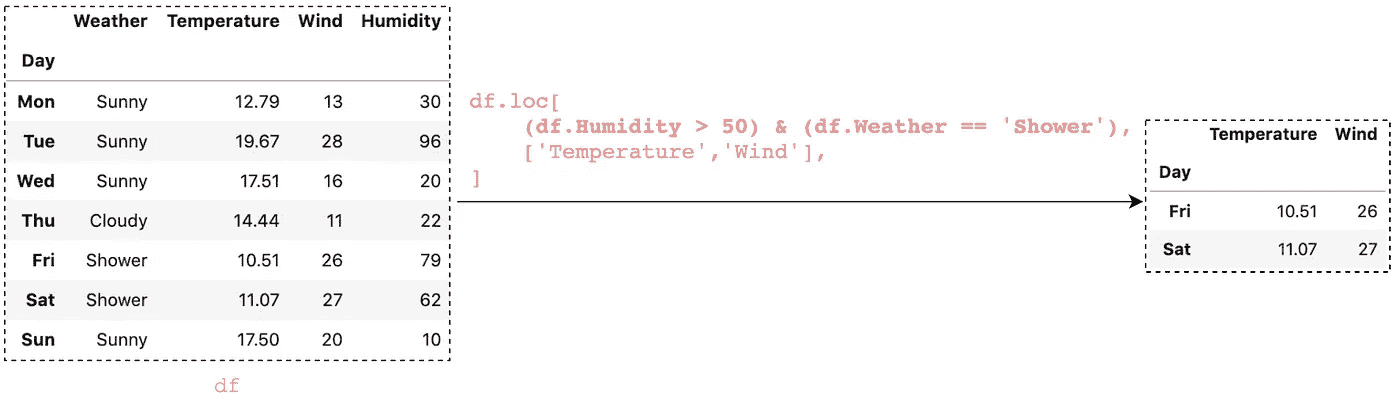 Weather Temperature Wind Humidity
Day
Mon Sunny 12.79 13 30
Tue Sunny 19.67 28 96
Wed Sunny 17.51 16 20
Thu Cloudy 14.44 11 22
Fri Shower 10.51 26 79
Sat Shower 11.07 27 62
Sun Sunny 17.50 20 10
df
df.loc[
(df.Humidity > 50) & (df.Weather == 'Shower'),
['Temperature','Wind'],
]
Temperature Wind
Day
Fri 10.51 26
Sat 11.07 27